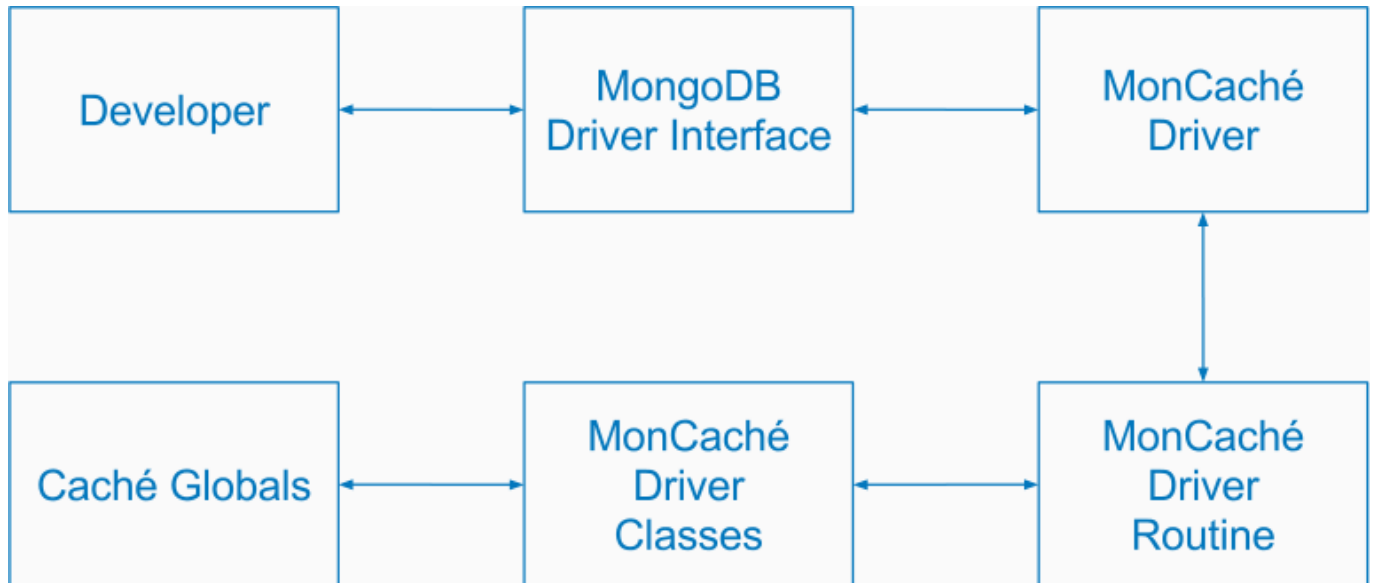 Developer
MongoDB
Driver Interface
MonCaché
Driver
Caché Globals
MonCaché
Driver
Classes
MonCaché
Driver
Routine